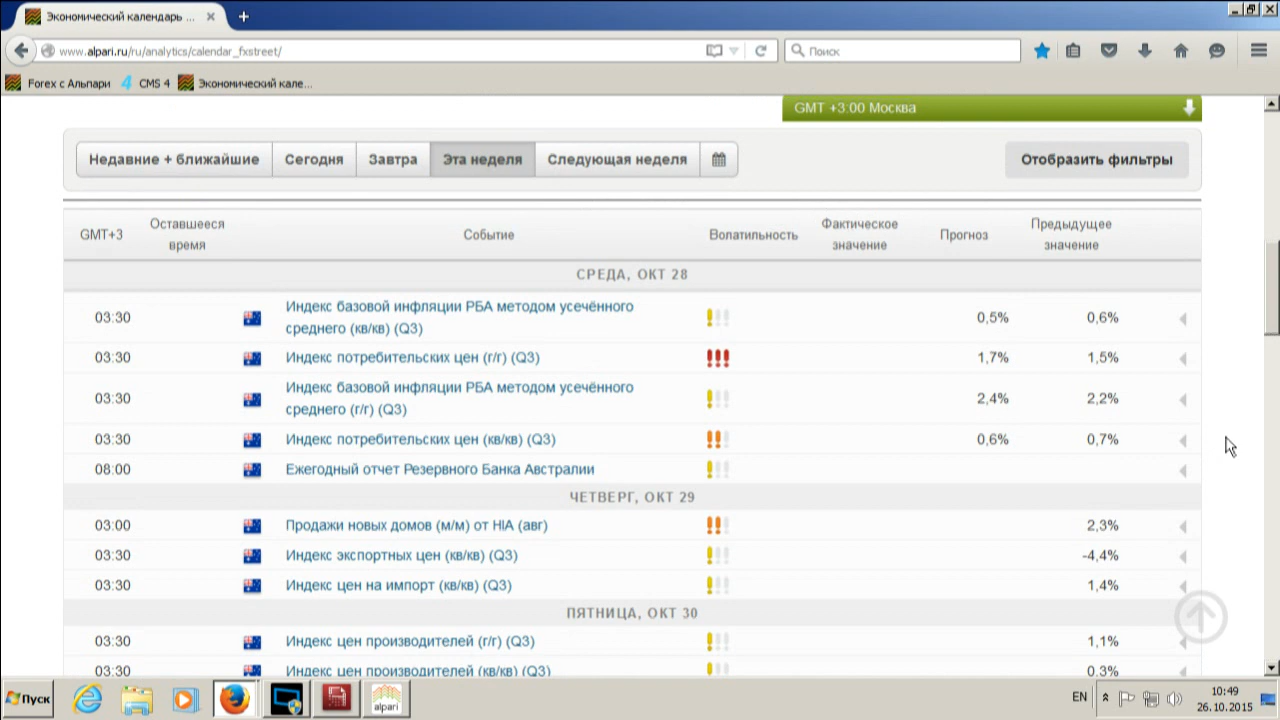 Экономический календарь ...
www.alpari.ru/ru/analytics/calendar_fxstreet/
Поиск
Forex с Альпари
CMS 4
Экономический кале...
GMT +3:00 Москва
Недавние + ближайшие
Сегодня
Завтра
Эта неделя
Следующая неделя
Отобразить фильтры
GMT+3
Оставшееся время
Событие
Волатильность
Фактическое значение
Прогноз
Предыдущее значение
СРЕДА, ОКТ 28
03:30 Индекс базовой инфляции РБА методом усечённого
среднего (кв/кв) (Q3) 0,5% 0,6%
03:30 Индекс потребительских цен (г/г) (Q3) 1,7% 1,5%
03:30 Индекс базовой инфляции РБА методом усечённого
среднего (г/г) (Q3) 2,4% 2,2%
03:30 Индекс потребительских цен (кв/кв) (Q3) 0,6% 0,7%
08:00 Ежегодный отчет Резервного Банка Австралии
ЧЕТВЕРГ, ОКТ 29
03:00 Продажи новых домов (м/м) от HIA (авг) 2,3%
03:30 Индекс экспортных цен (кв/кв) (Q3) -4,4%
03:30 Индекс цен на импорт (кв/кв) (Q3) 1,4%
ПЯТНИЦА, ОКТ 30
03:30 Индекс цен производителей (г/г) (Q3) 1,1%
03:30 Индекс цен производителей (кв/кв) (Q3) 0,3%
Пуск
alpari
EN
10:49
26.10.2015